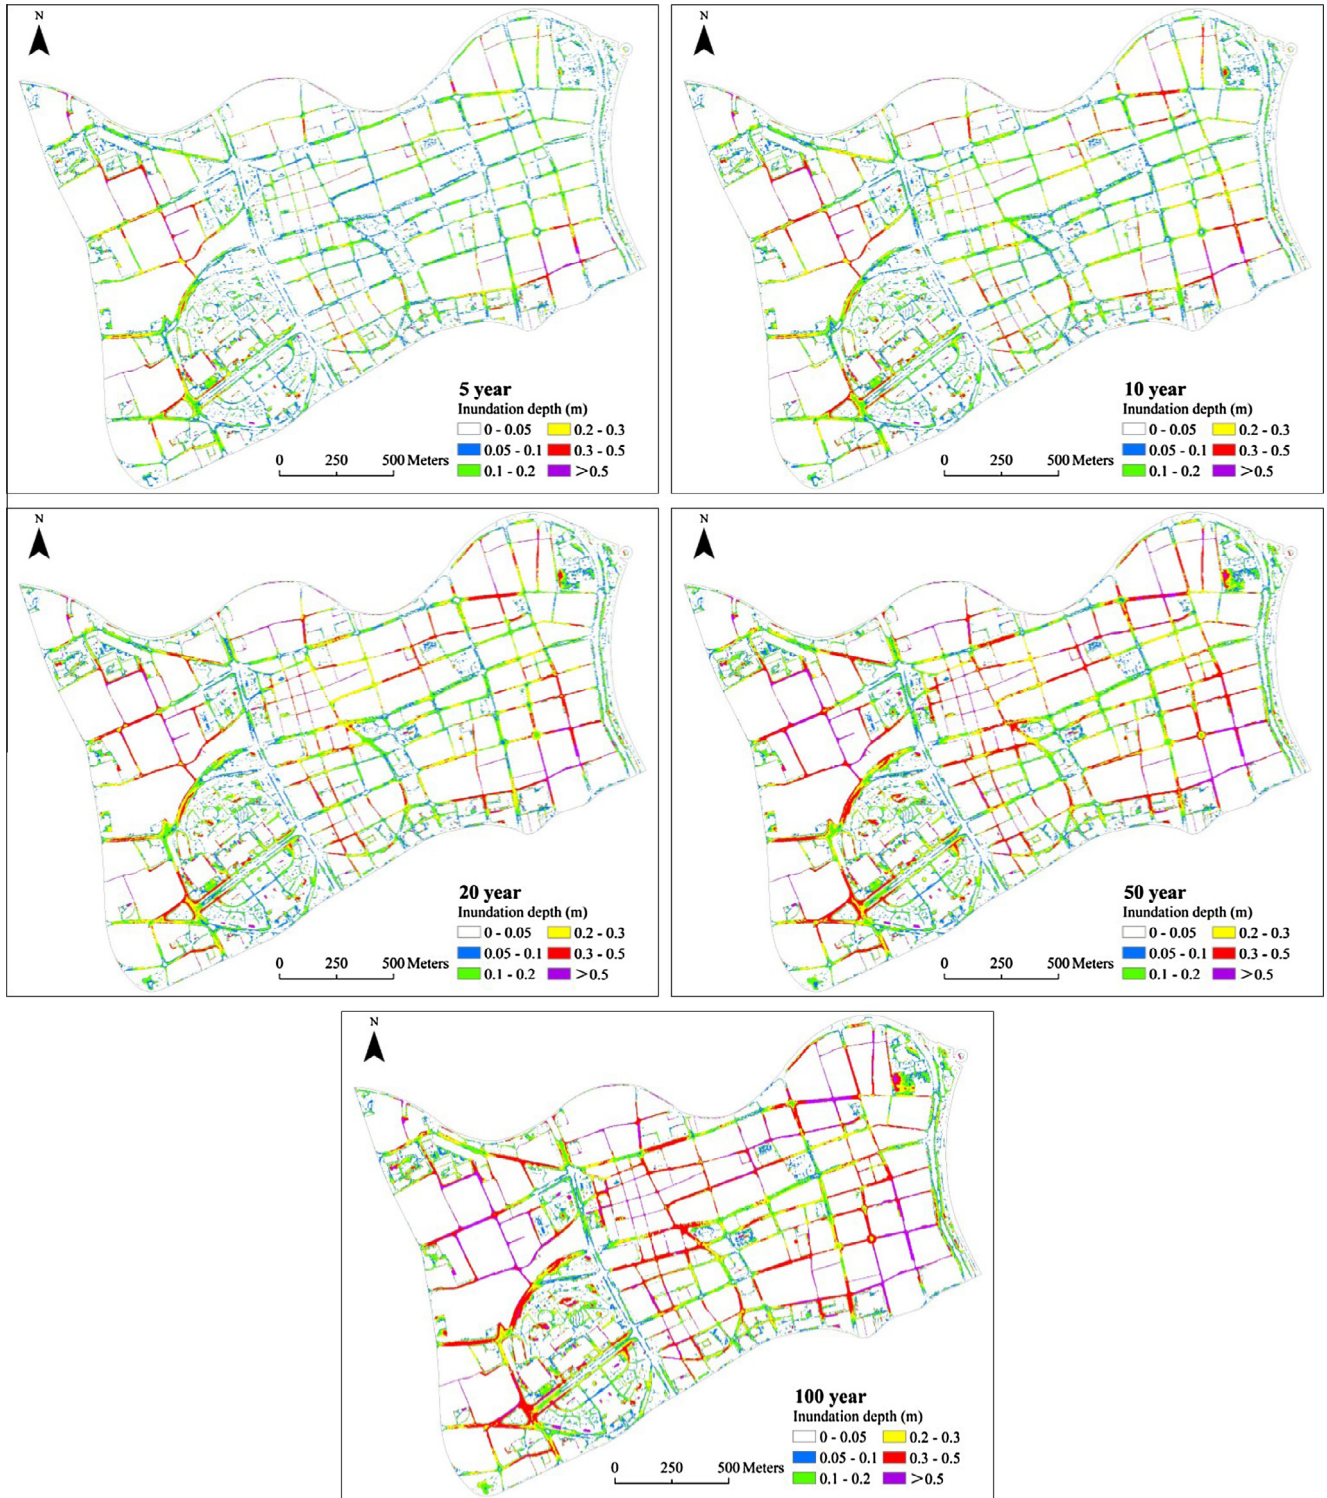 N
5 year
Inundation depth (m)
0 - 0.05 0.2 - 0.3
0.05 - 0.1 0.3 - 0.5
0.1 - 0.2 >0.5
0 250 500 Meters
N
10 year
Inundation depth (m)
0 - 0.05 0.2 - 0.3
0.05 - 0.1 0.3 - 0.5
0.1 - 0.2 >0.5
0 250 500 Meters
N
20 year
Inundation depth (m)
0 - 0.05 0.2 - 0.3
0.05 - 0.1 0.3 - 0.5
0.1 - 0.2 >0.5
0 250 500 Meters
N
50 year
Inundation depth (m)
0 - 0.05 0.2 - 0.3
0.05 - 0.1 0.3 - 0.5
0.1 - 0.2 >0.5
0 250 500 Meters
N
100 year
Inundation depth (m)
0 - 0.05 0.2 - 0.3
0.05 - 0.1 0.3 - 0.5
0.1 - 0.2 >0.5
0 250 500 Meters